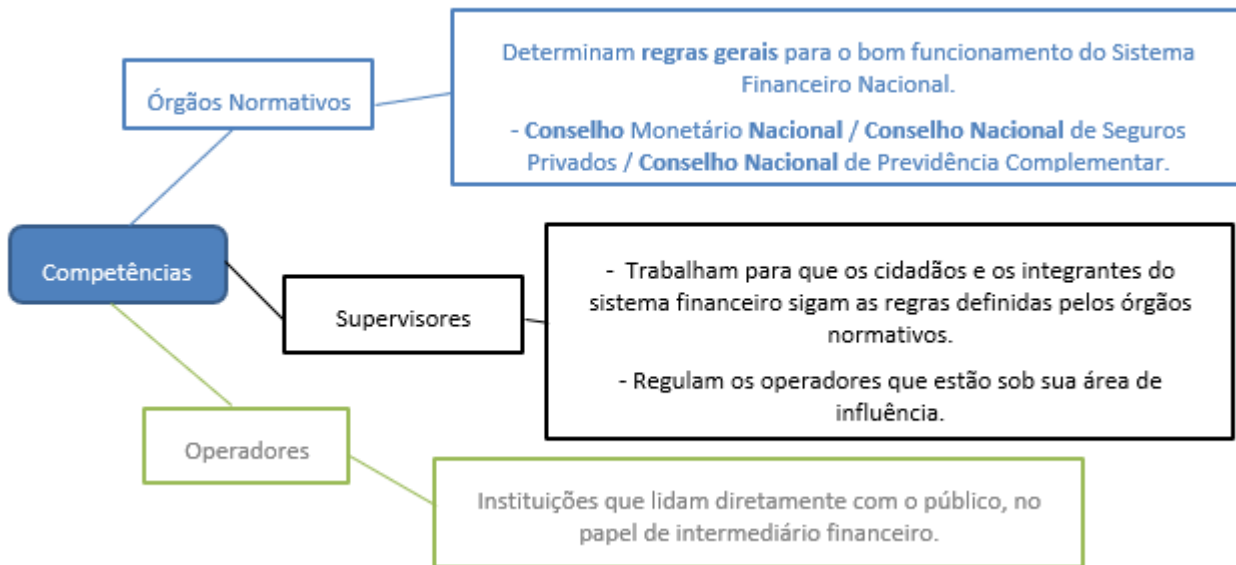 Órgãos Normativos
Determinam regras gerais para o bom funcionamento do Sistema
Financeiro Nacional.
- Conselho Monetário Nacional / Conselho Nacional de Seguros
Privados / Conselho Nacional de Previdência Complementar.
Competências
Supervisores
- Trabalham para que os cidadãos e os integrantes do
sistema financeiro sigam as regras definidas pelos órgãos
normativos.
- Regulam os operadores que estão sob sua área de
influência.
Operadores
Instituições que lidam diretamente com o público, no
papel de intermediário financeiro.